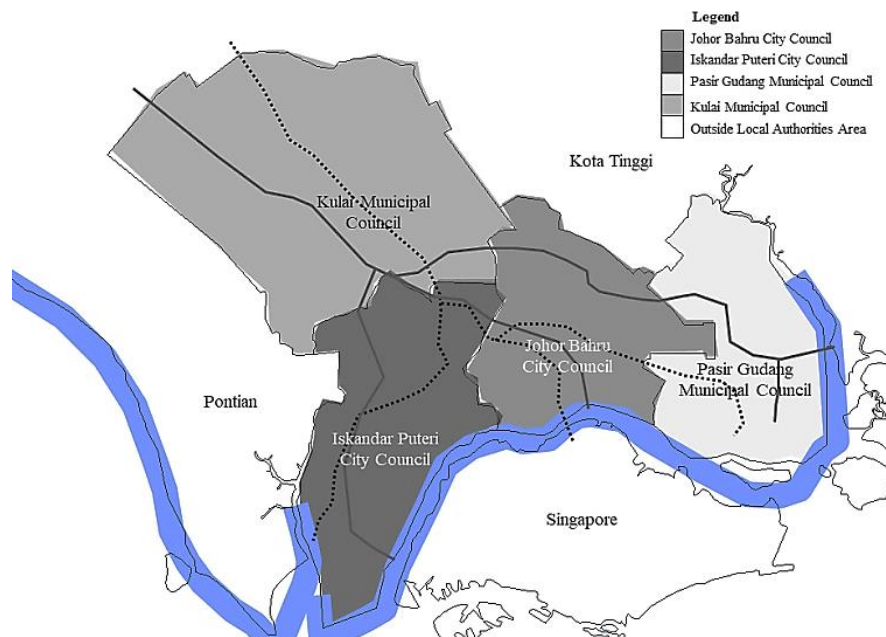 Legend
Johor Bahru City Council
Iskandar Puteri City Council
Pasir Gudang Municipal Council
Kulai Municipal Council
Outside Local Authorities Area
Kota Tinggi
Kulai Municipal
Council
Johor Bahru
City Council
Pasir Gudang
Municipal Council
Pontian
Iskandar Puteri
City Council
Singapore